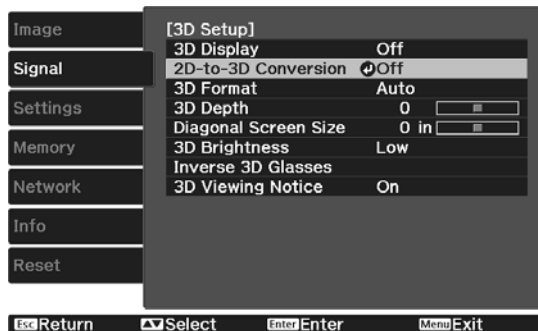 Image
Signal
Settings
Memory
Network
Info
Reset
[3D Setup]
3D Display Off
2D-to-3D Conversion Off
3D Format Auto
3D Depth 0
Diagonal Screen Size 0 in
3D Brightness Low
Inverse 3D Glasses
3D Viewing Notice On
Esc Return Select Enter Enter Menu Exit